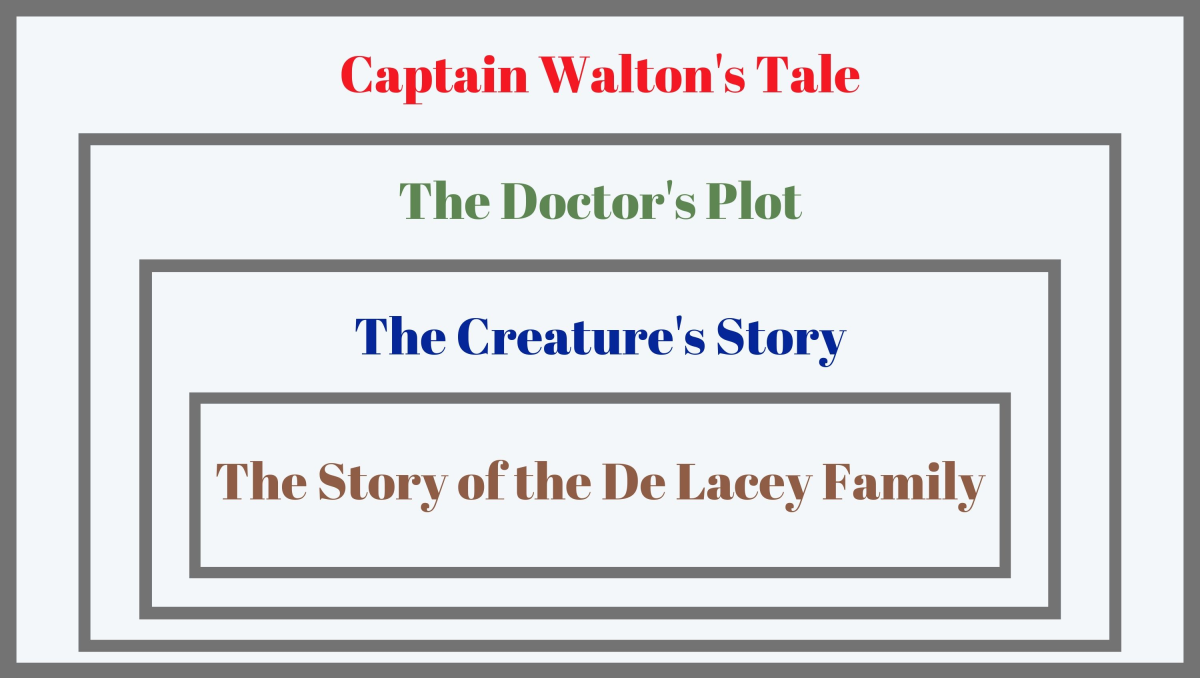 Captain Walton's Tale
The Doctor's Plot
The Creature's Story
The Story of the De Lacey Family